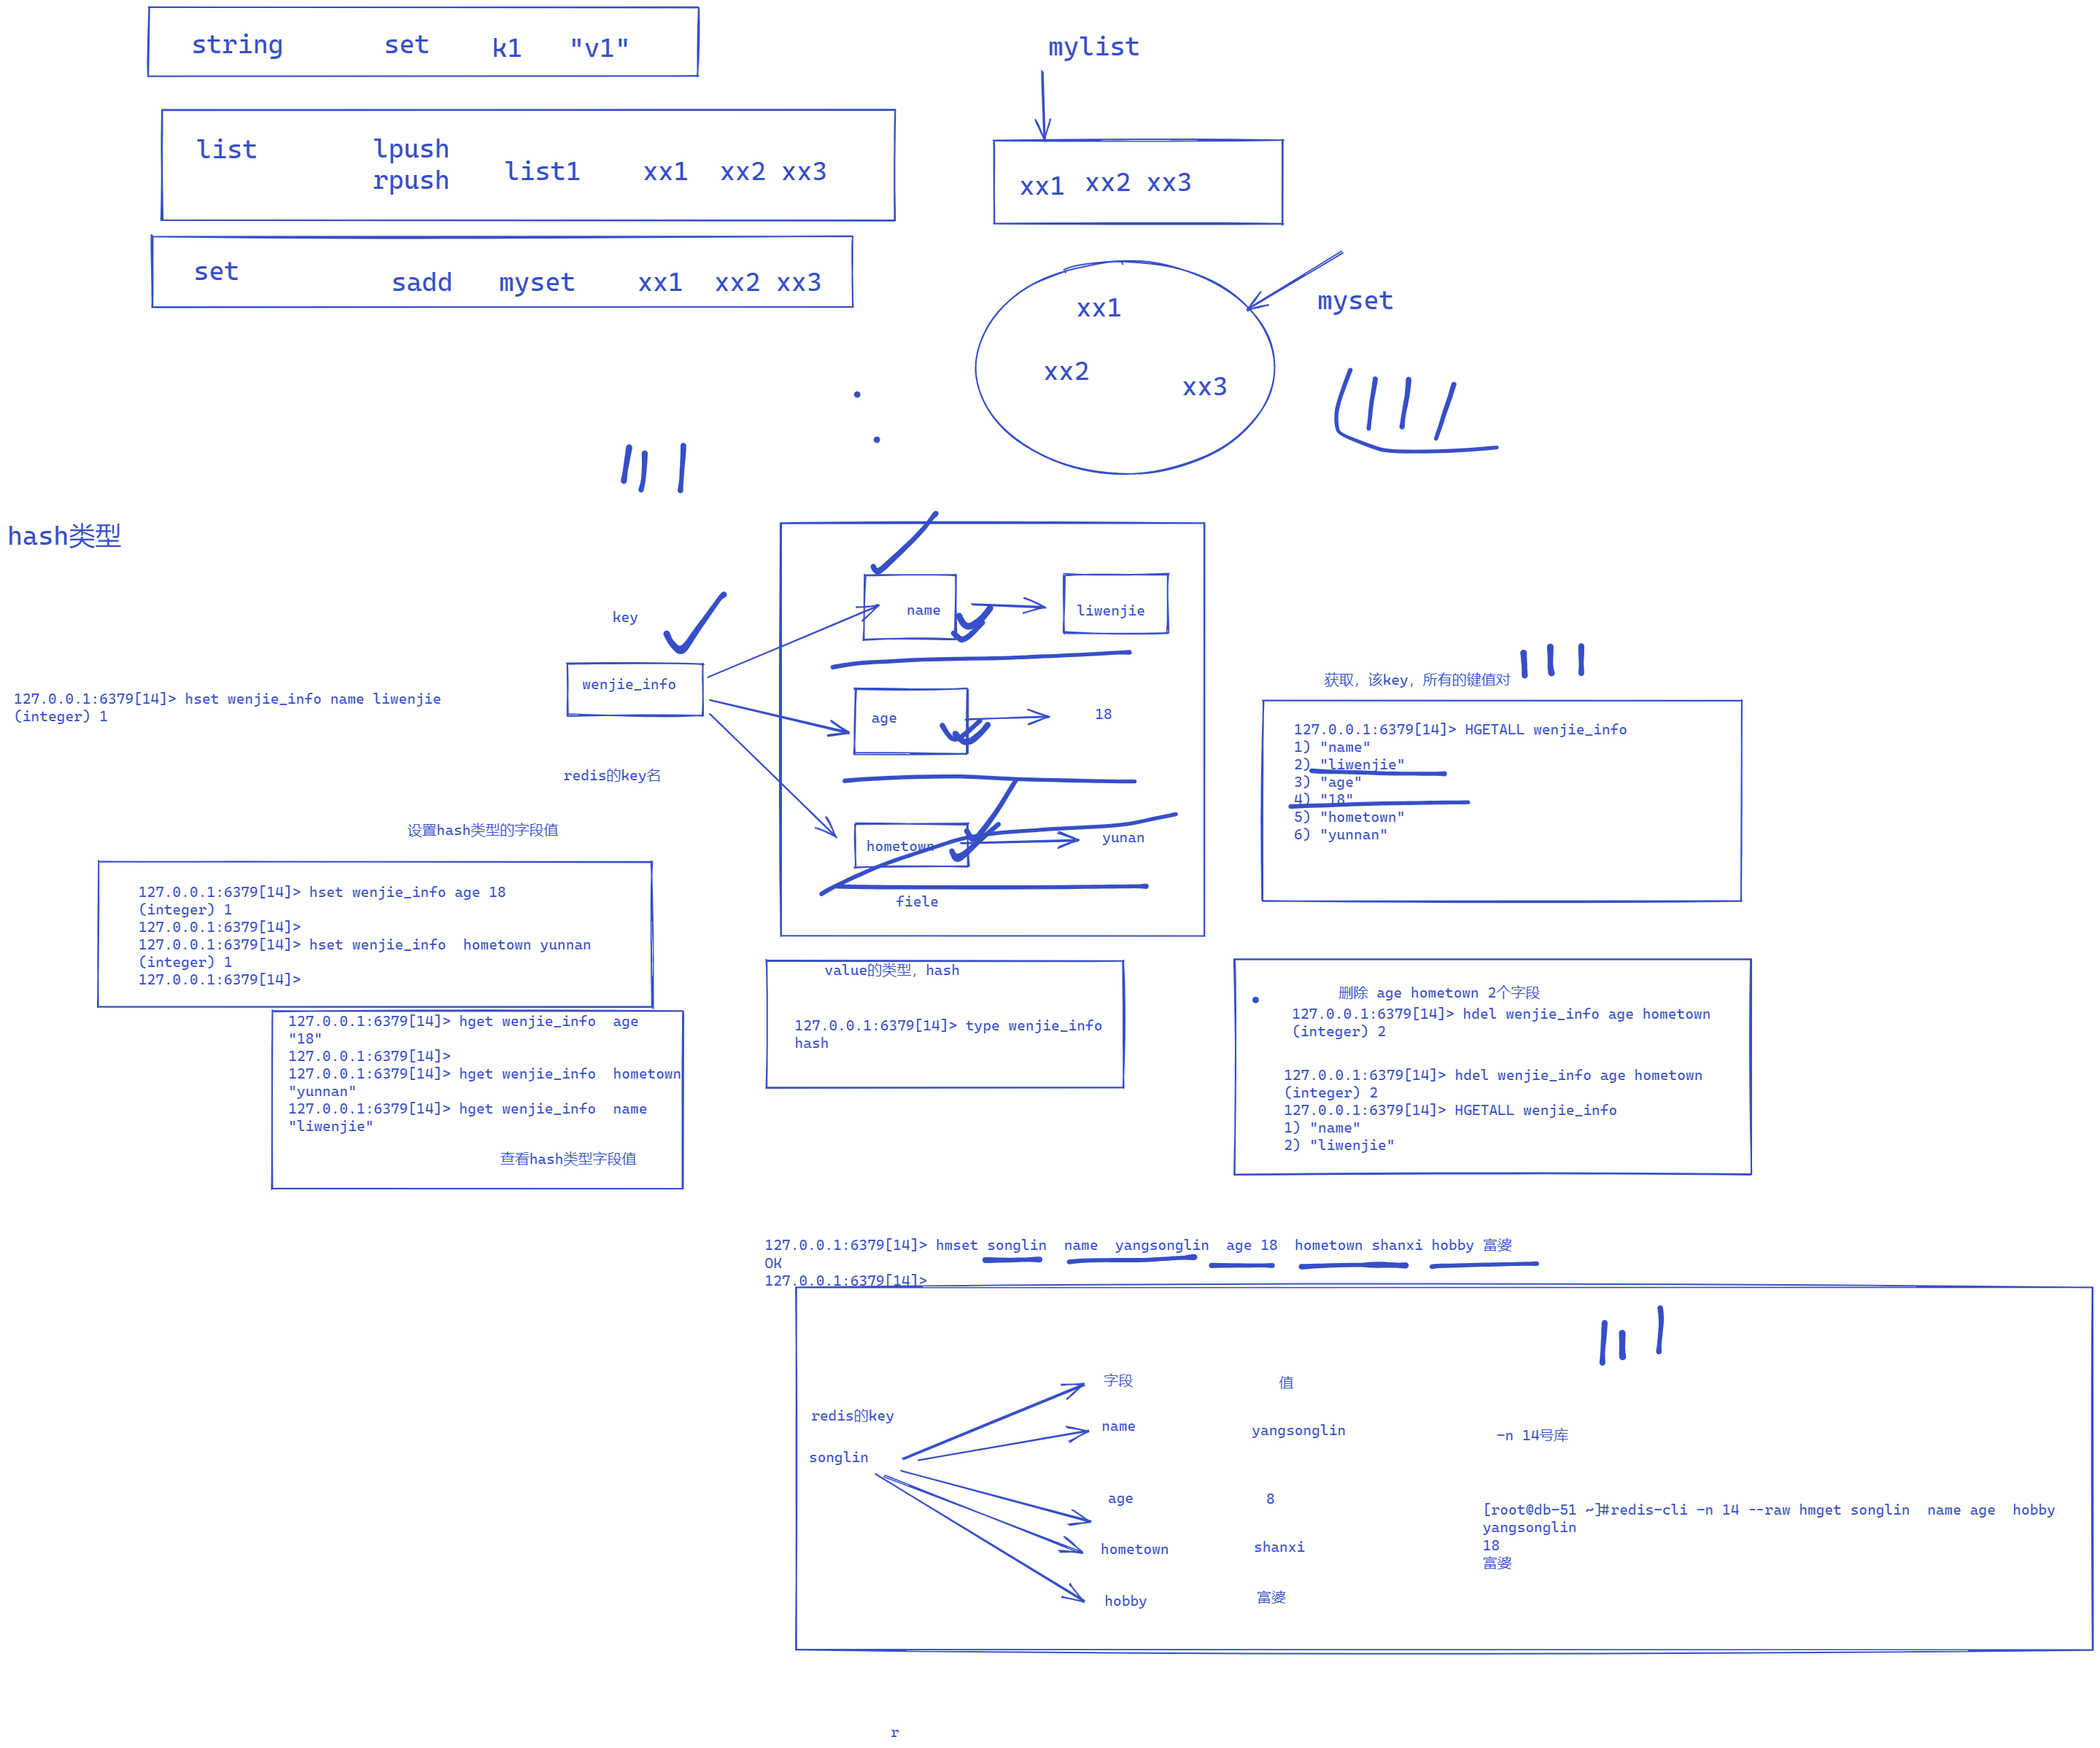 string set k1 "v1"
mylist
list lpush
rpush list1 xx1 xx2 xx3
xx1 xx2 xx3
set sadd myset xx1 xx2 xx3
xx1
xx2
xx3
myset
hash类型
key
wenjie_info
redis的key名
127.0.0.1:6379[14]> hset wenjie_info name liwenjie
(integer) 1
name liwenjie
age 18
hometown yunan
fiele
获取，该key，所有的键值对
127.0.0.1:6379[14]> HGETALL wenjie_info
1) "name"
2) "liwenjie"
3) "age"
4) "18"
5) "hometown"
6) "yunnan"
设置hash类型的字段值
127.0.0.1:6379[14]> hset wenjie_info age 18
(integer) 1
127.0.0.1:6379[14]>
127.0.0.1:6379[14]> hset wenjie_info  hometown yunnan
(integer) 1
127.0.0.1:6379[14]>
127.0.0.1:6379[14]> hget wenjie_info  age
"18"
127.0.0.1:6379[14]>
127.0.0.1:6379[14]> hget wenjie_info  hometown
"yunnan"
127.0.0.1:6379[14]> hget wenjie_info  name
"liwenjie"
查看hash类型字段值
value的类型，hash
127.0.0.1:6379[14]> type wenjie_info
hash
删除 age hometown 2个字段
127.0.0.1:6379[14]> hdel wenjie_info age hometown
(integer) 2
127.0.0.1:6379[14]> hdel wenjie_info age hometown
(integer) 2
127.0.0.1:6379[14]> HGETALL wenjie_info
1) "name"
2) "liwenjie"
127.0.0.1:6379[14]> hmset songlin  name  yangsonglin  age 18  hometown shanxi hobby 富婆
OK
127.0.0.1:6379[14]>
redis的key
songlin
字段 值
name yangsonglin
age 8
hometown shanxi
hobby 富婆
-n 14号库
[root@db-51 ~]#redis-cli -n 14 --raw hmget songlin  name age  hobby
yangsonglin
18
富婆
r